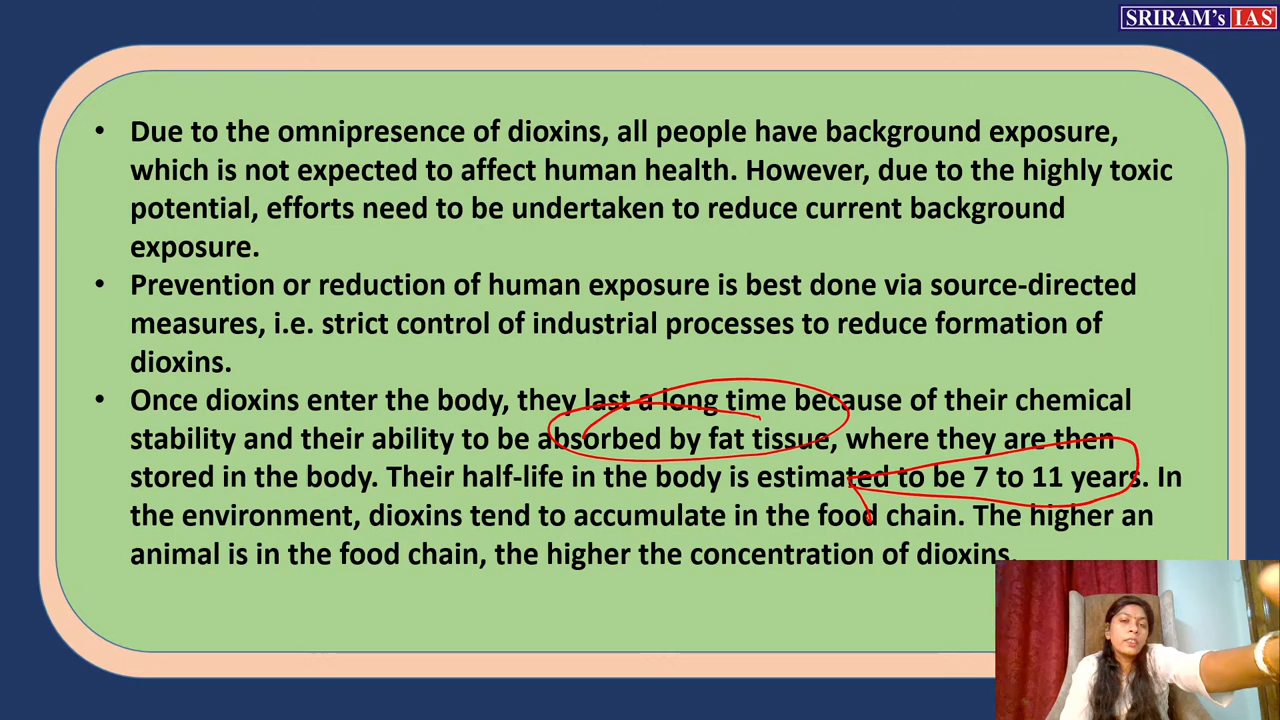 SRIRAM's IAS
• Due to the omnipresence of dioxins, all people have background exposure,
which is not expected to affect human health. However, due to the highly toxic
potential, efforts need to be undertaken to reduce current background
exposure.
• Prevention or reduction of human exposure is best done via source-directed
measures, i.e. strict control of industrial processes to reduce formation of
dioxins.
• Once dioxins enter the body, they last a long time because of their chemical
stability and their ability to be absorbed by fat tissue, where they are then
stored in the body. Their half-life in the body is estimated to be 7 to 11 years. In
the environment, dioxins tend to accumulate in the food chain. The higher an
animal is in the food chain, the higher the concentration of dioxins.